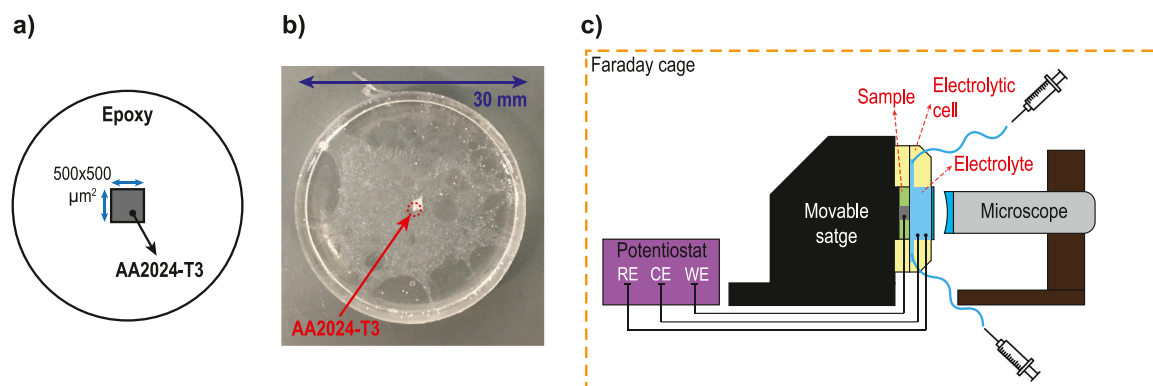 a)
Epoxy
500x500
µm²
AA2024-T3
b)
30 mm
AA2024-T3
c)
Faraday cage
Sample
Electrolytic
cell
Electrolyte
Movable
satge
Microscope
Potentiostat
RE CE WE